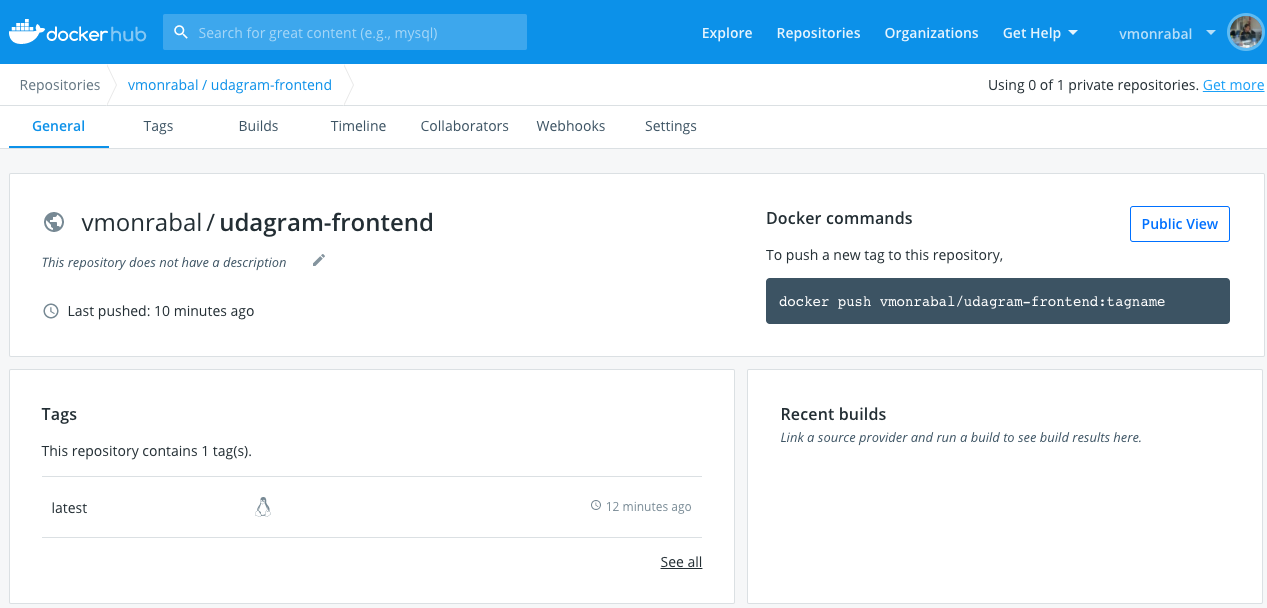 dockerhub
Search for great content (e.g., mysql)
Explore
Repositories
Organizations
Get Help
vmonrabal
Repositories
vmonrabal / udagram-frontend
Using 0 of 1 private repositories. Get more
General
Tags
Builds
Timeline
Collaborators
Webhooks
Settings
vmonrabal / udagram-frontend
This repository does not have a description
Last pushed: 10 minutes ago
Docker commands
Public View
To push a new tag to this repository,
docker push vmonrabal/udagram-frontend:tagname
Tags
This repository contains 1 tag(s).
latest
12 minutes ago
See all
Recent builds
Link a source provider and run a build to see build results here.